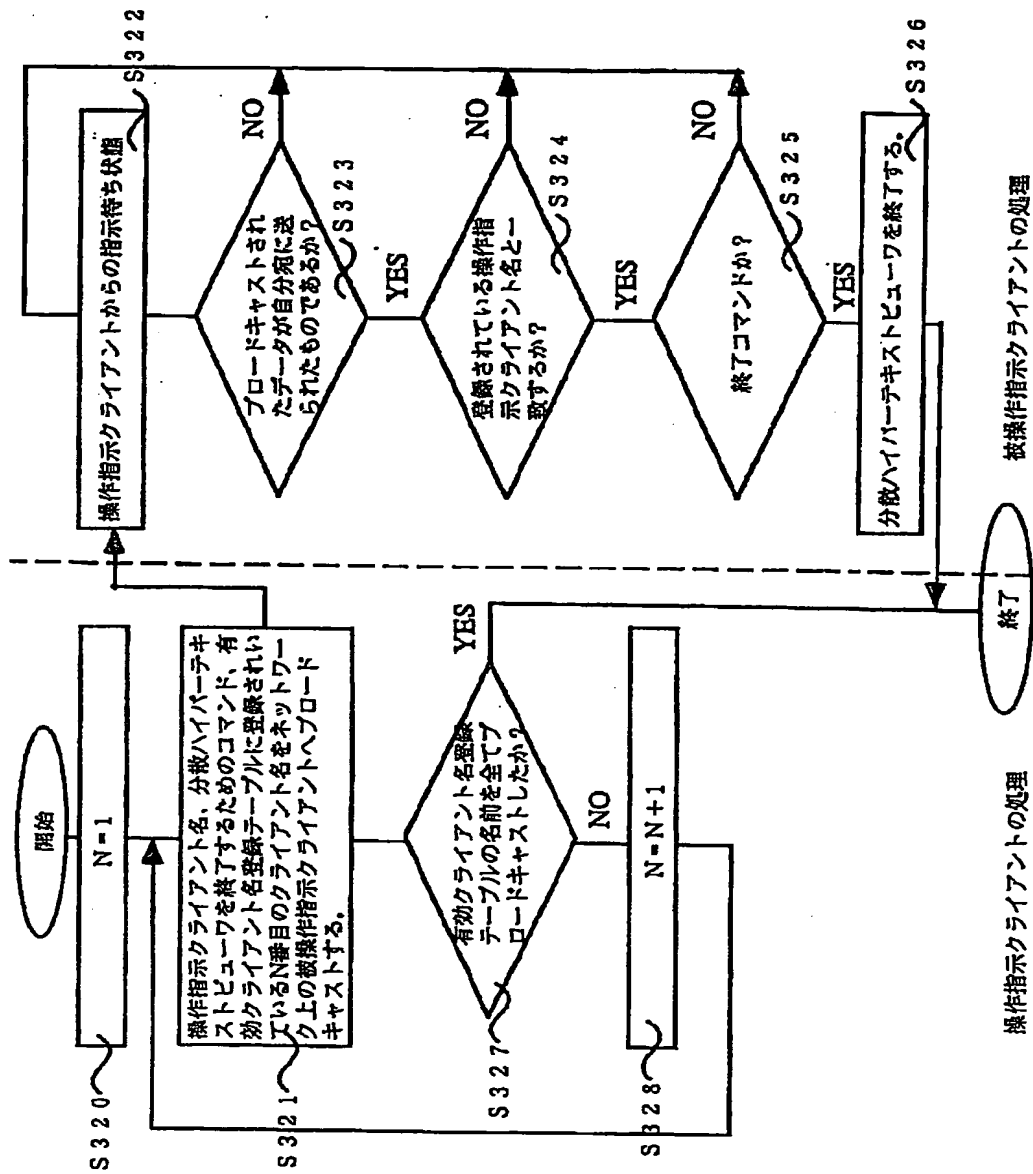 開始
S320
N=1
S321
操作指示クライアント名、分散ハイパーテキ
ストビューワを終了するためのコマンド、有
効クライアント名登録テーブルに登録されい
ているN番目のクライアント名をネットワー
ク上の被操作指示クライアントへブロード
キャストする。
S327
有効クライアント名登録
テーブルの名前を全てブ
ロードキャストしたか?
YES
NO
S328
N=N+1
操作指示クライアントの処理
操作指示クライアントからの指示待ち状態
S322
ブロードキャストされ
たデータが自分宛に送
られたものであるか?
NO
S323
YES
登録されている操作指
示クライアント名と一
致するか?
NO
S324
YES
終了コマンドか?
NO
S325
YES
分散ハイパーテキストビューワを終了する。
S326
終了
被操作指示クライアントの処理